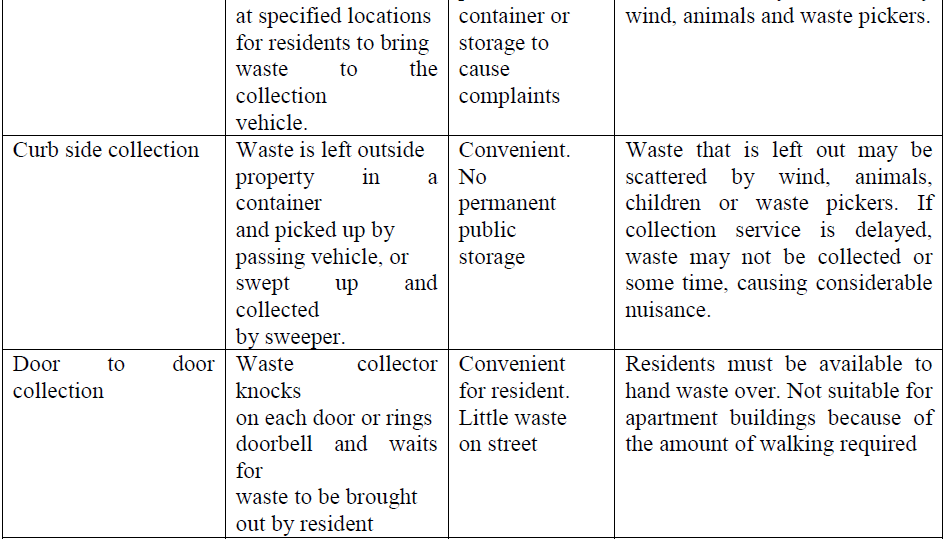 at specified locations
for residents to bring
waste to the
collection
vehicle.
container or
storage to
cause
complaints
wind, animals and waste pickers.
Curb side collection
Waste is left outside
property in a
container
and picked up by
passing vehicle, or
swept up and
collected
by sweeper.
Convenient.
No
permanent
public
storage
Waste that is left out may be
scattered by wind, animals,
children or waste pickers. If
collection service is delayed,
waste may not be collected or
some time, causing considerable
nuisance.
Door to door
collection
Waste collector
knocks
on each door or rings
doorbell and waits
for
waste to be brought
out by resident
Convenient
for resident.
Little waste
on street
Residents must be available to
hand waste over. Not suitable for
apartment buildings because of
the amount of walking required